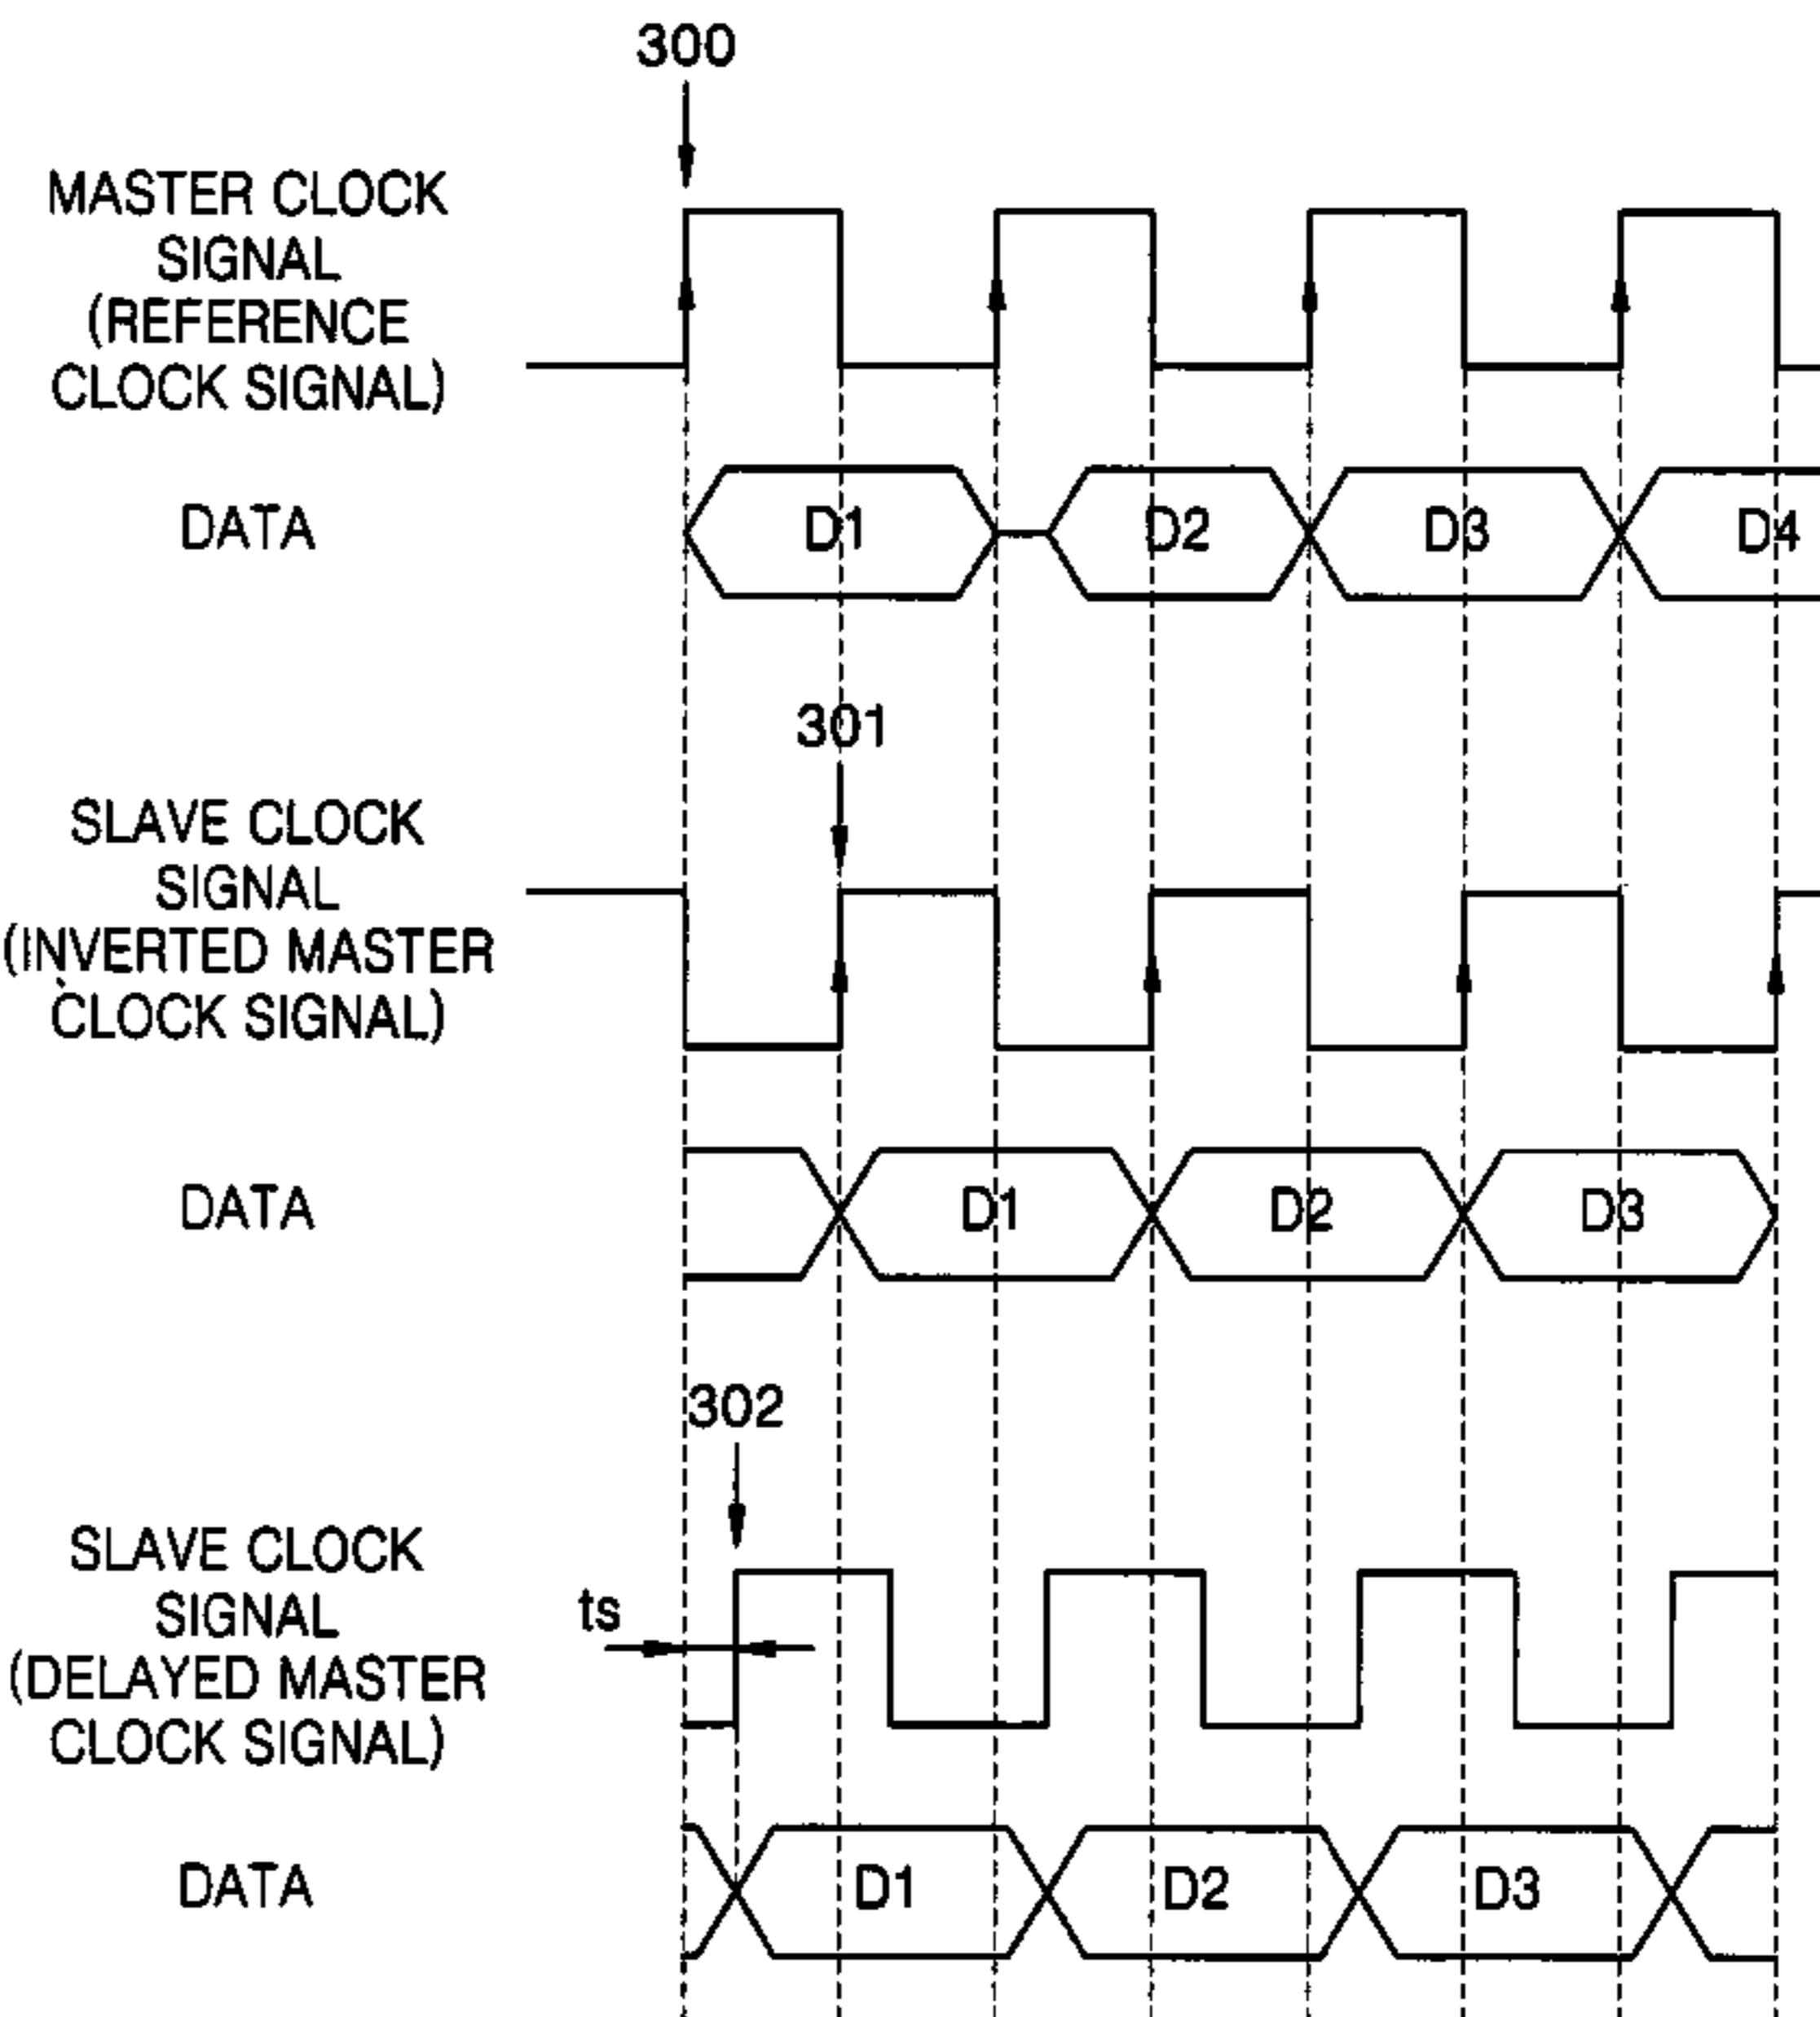 300
MASTER CLOCK
SIGNAL
(REFERENCE
CLOCK SIGNAL)
DATA
D1
D2
D3
D4
301
SLAVE CLOCK
SIGNAL
(INVERTED MASTER
CLOCK SIGNAL)
DATA
D1
D2
D3
302
SLAVE CLOCK
SIGNAL
(DELAYED MASTER
CLOCK SIGNAL)
ts
DATA
D1
D2
D3